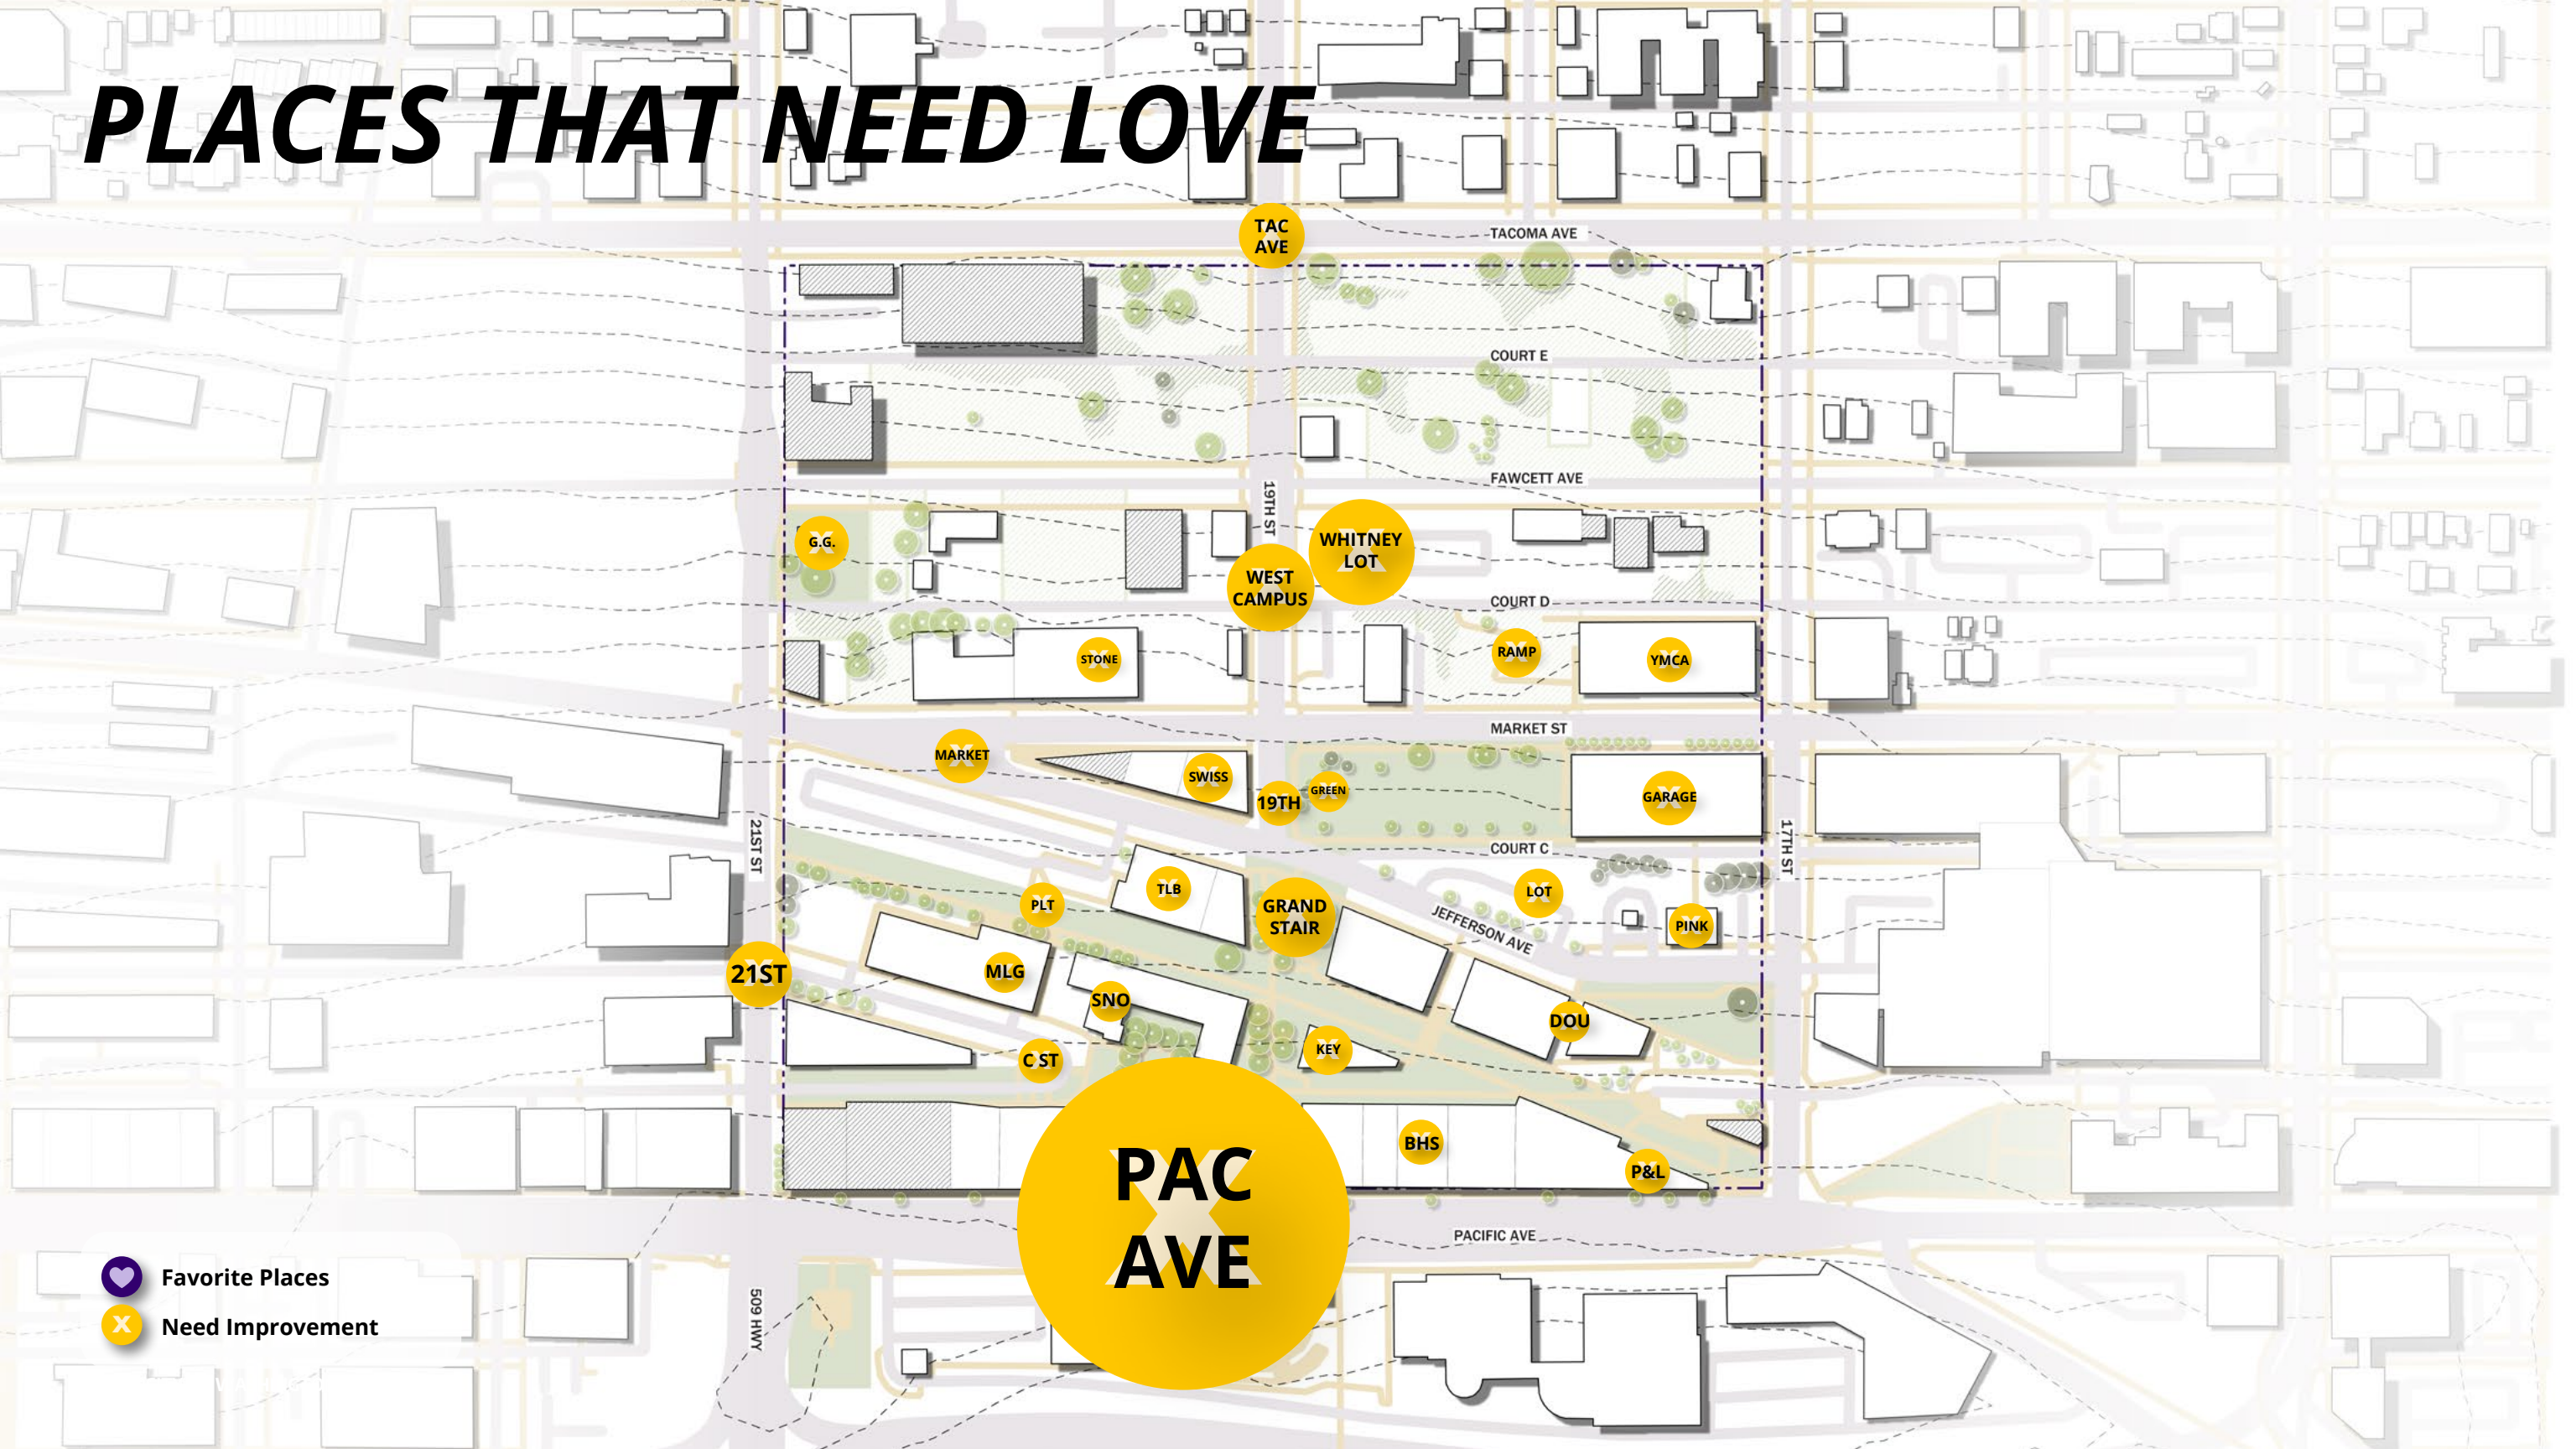 PLACES THAT NEED LOVE
TAC
AVE
TACOMA AVE
COURT E
FAWCETT AVE
19TH ST
G.G.
WHITNEY
LOT
WEST
CAMPUS
COURT D
STONE
RAMP
YMCA
MARKET ST
MARKET
SWISS
19TH
GREEN
GARAGE
21ST ST
17TH ST
COURT C
TLB
PLT
LOT
GRAND
STAIR
JEFFERSON AVE
PINK
21ST
MLG
SNO
DOU
C ST
KEY
BHS
P&L
PAC
AVE
X
PACIFIC AVE
509 HWY
Favorite Places
X
Need Improvement